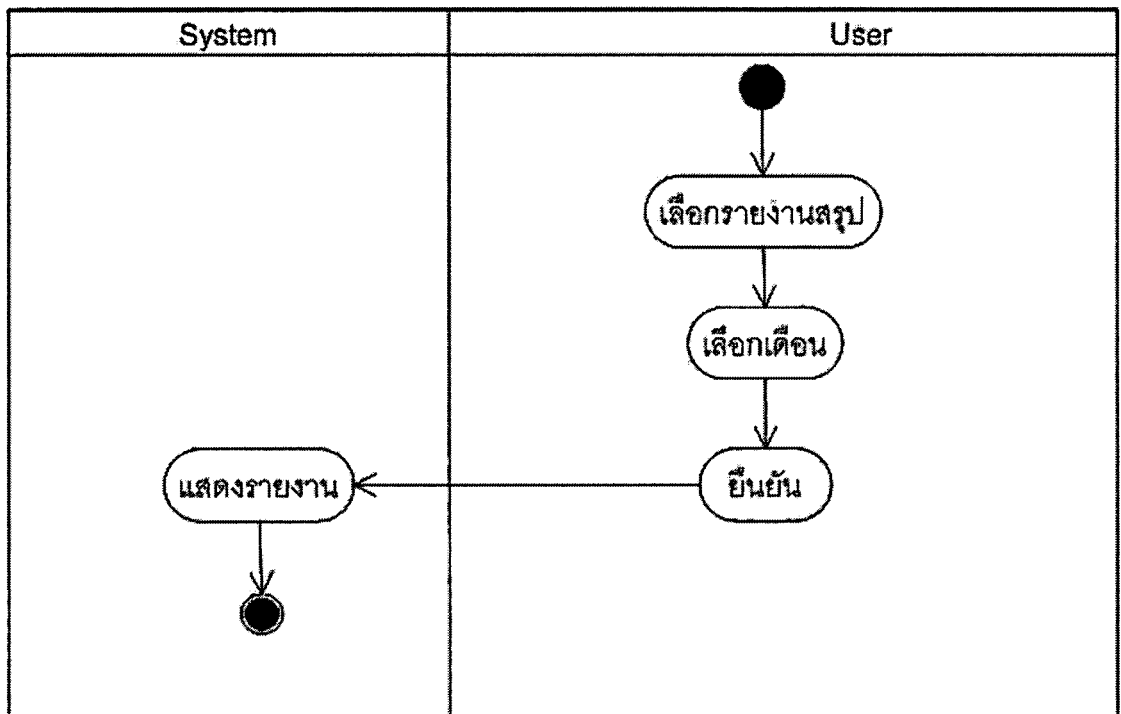 System
User
เลือกรายงานสรุป
เลือกเดือน
ยืนยัน
แสดงรายงาน